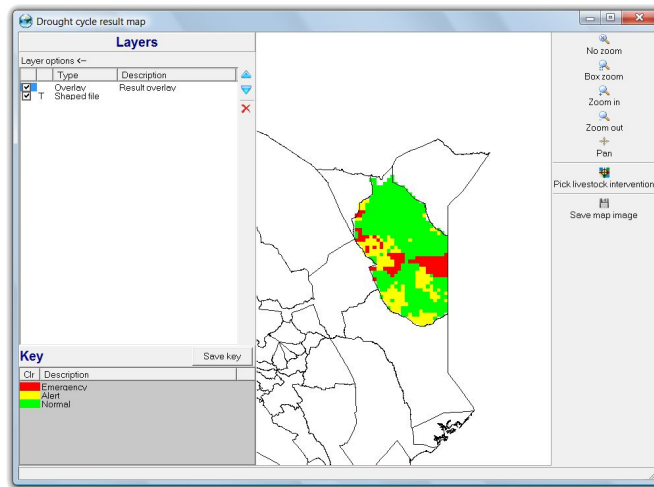 Drought cycle result map
Layers
Layer options <--
Type Description
Overlay Result overlay
T Shaped file
Key
Save key
Clr Description
Emergency
Alert
Normal
No zoom
Box zoom
Zoom in
Zoom out
Pan
Pick livestock intervention
Save map image